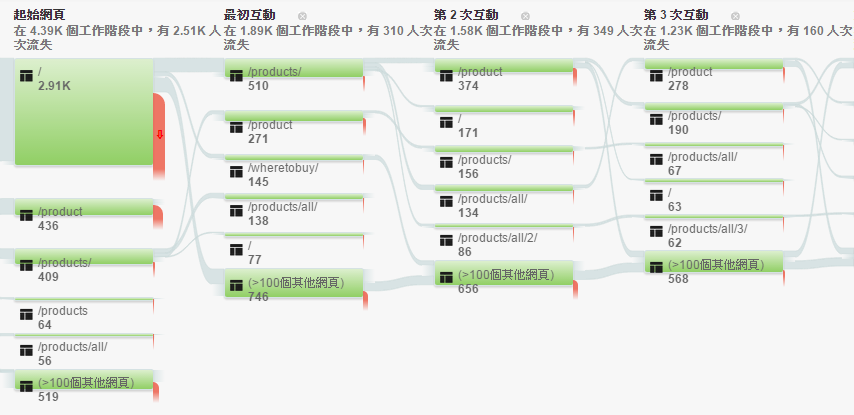 起始網頁
在 4.39K 個工作階段中，有 2.51K 人次流失
/
2.91K
/product
436
/products/
409
/products
64
/products/all/
56
(>100個其他網頁)
519
最初互動
在 1.89K 個工作階段中，有 310 人次流失
/products/
510
/product
271
/wheretobuy/
145
/products/all/
138
/
77
(>100個其他網頁)
746
第 2 次互動
在 1.58K 個工作階段中，有 349 人次流失
/product
374
/
171
/products/
156
/products/all/
134
/products/all/2/
86
(>100個其他網頁)
656
第 3 次互動
在 1.23K 個工作階段中，有 160 人次流失
/product
278
/products/
190
/products/all/
67
/
63
/products/all/3/
62
(>100個其他網頁)
568